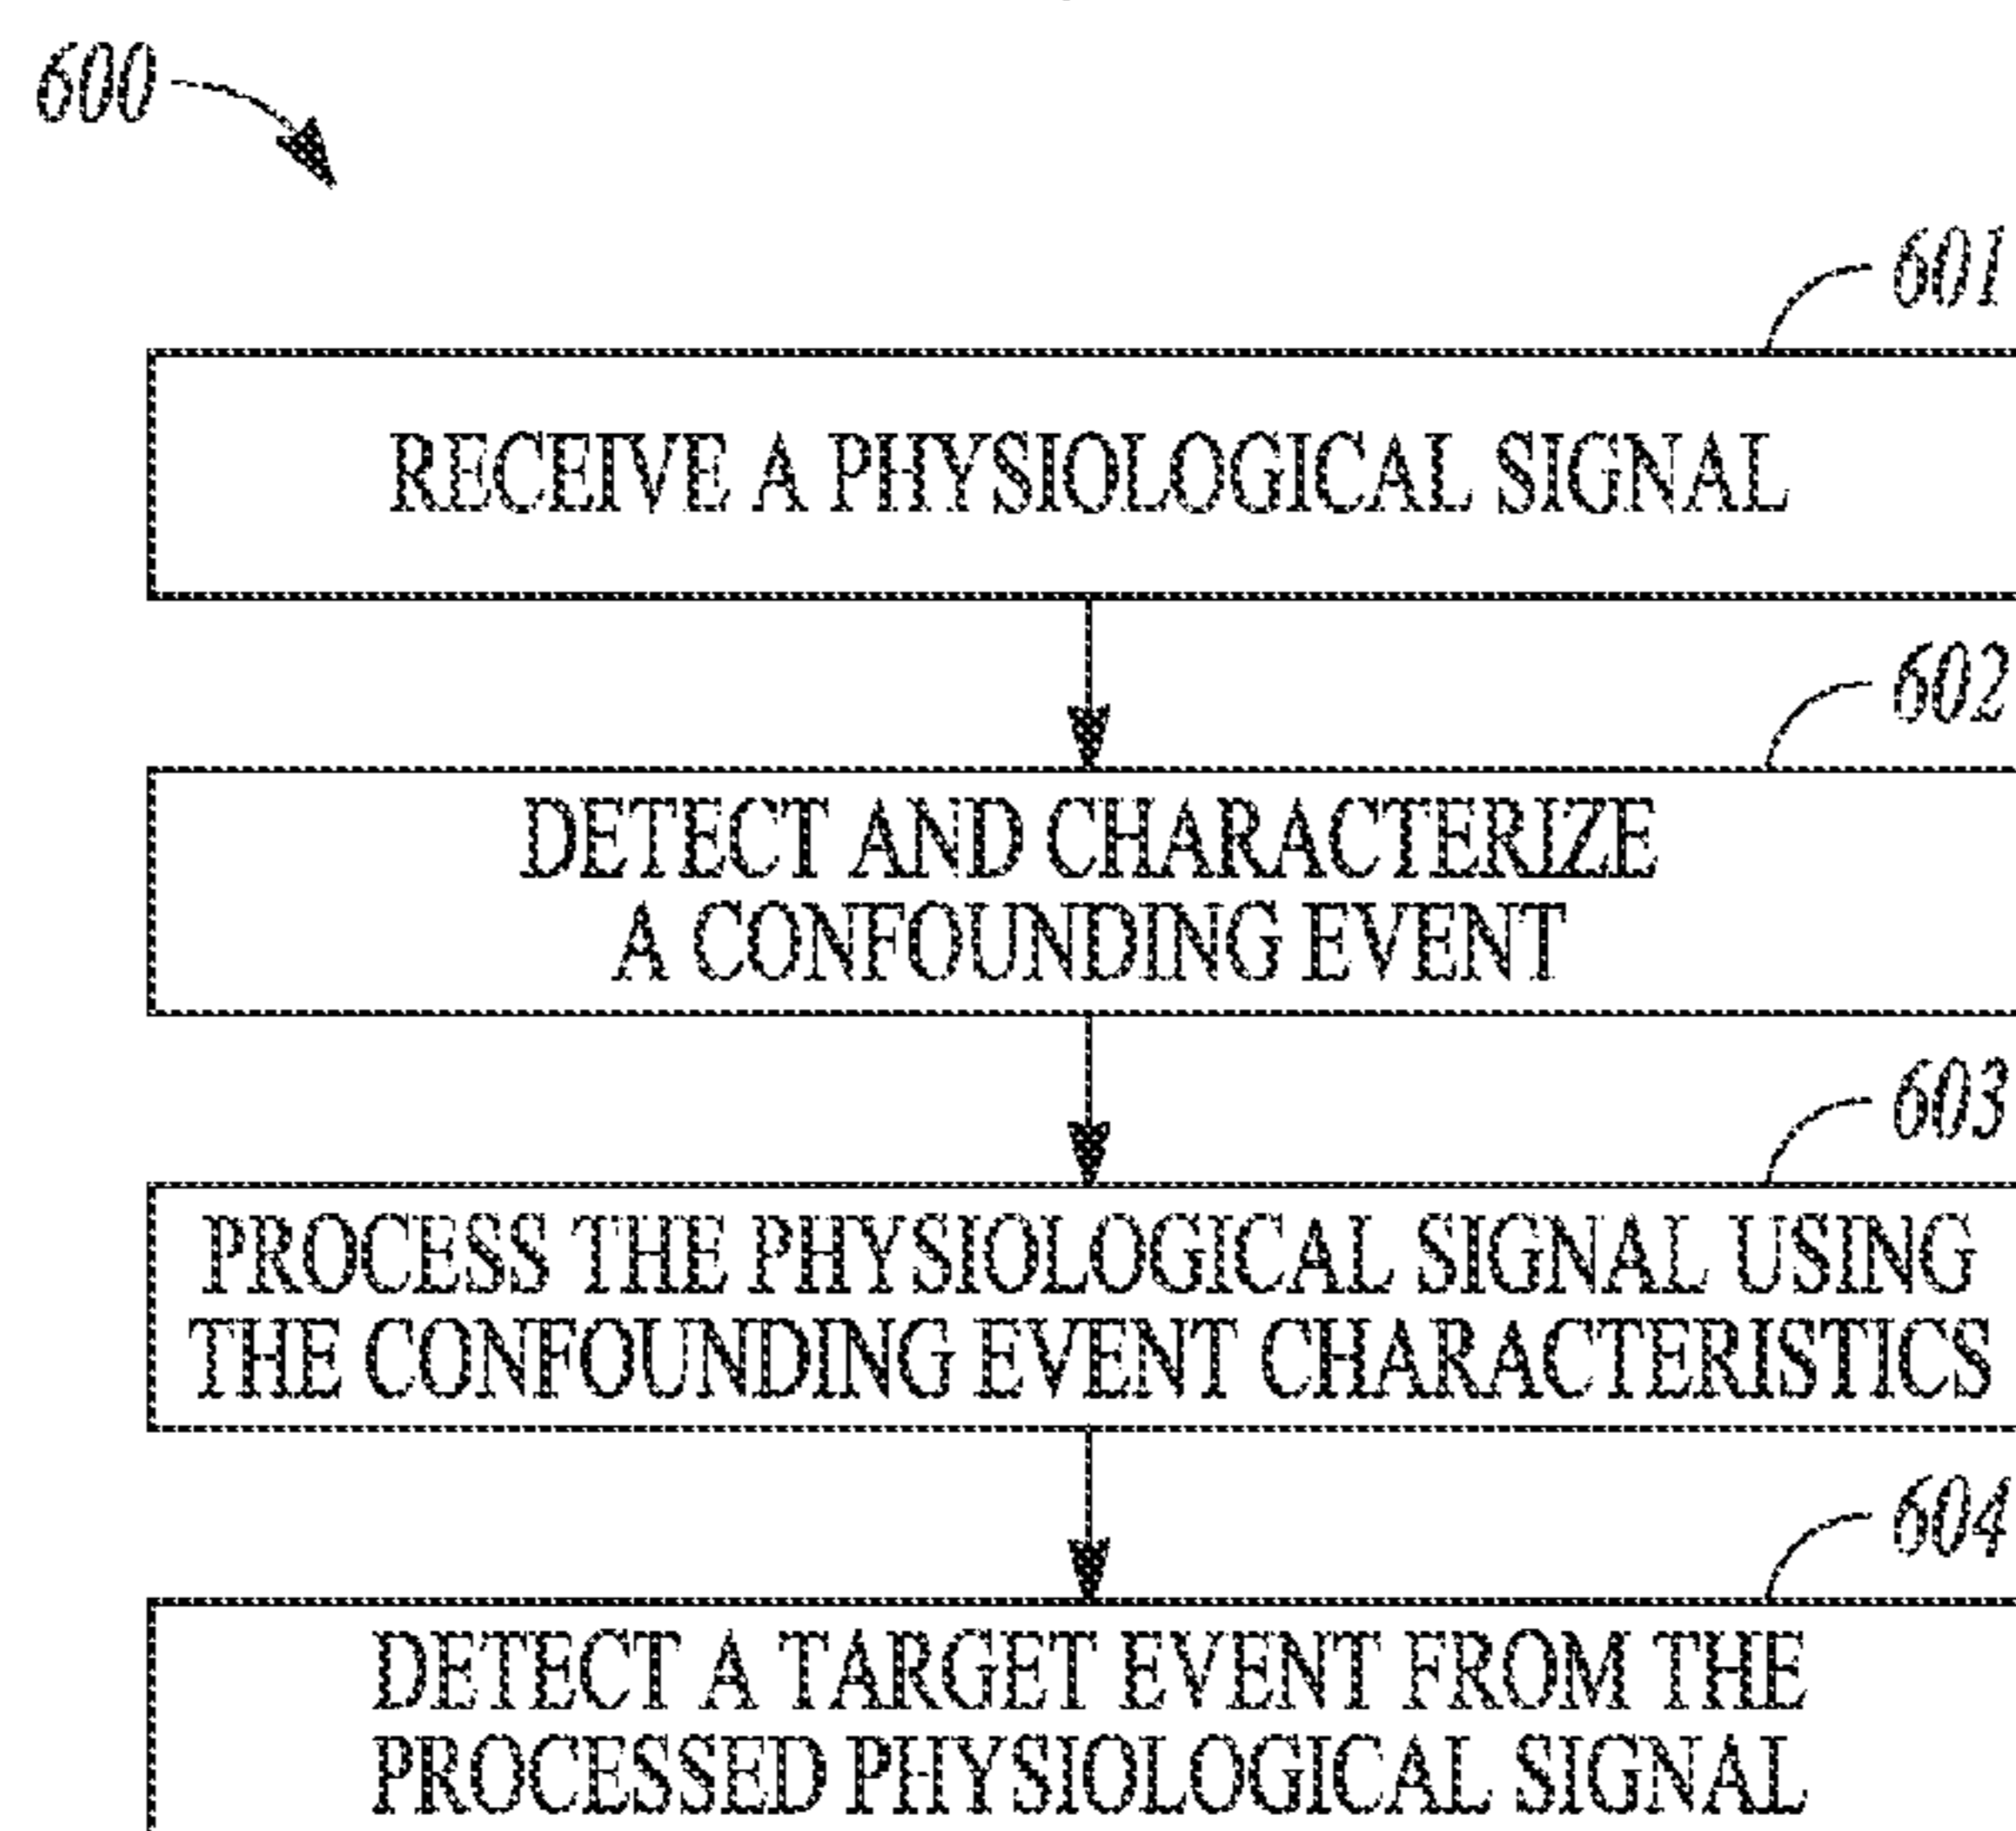 600
601
RECEIVE A PHYSIOLOGICAL SIGNAL
602
DETECT AND CHARACTERIZE
A CONFOUNDING EVENT
603
PROCESS THE PHYSIOLOGICAL SIGNAL USING
THE CONFOUNDING EVENT CHARACTERISTICS
604
DETECT A TARGET EVENT FROM THE
PROCESSED PHYSIOLOGICAL SIGNAL